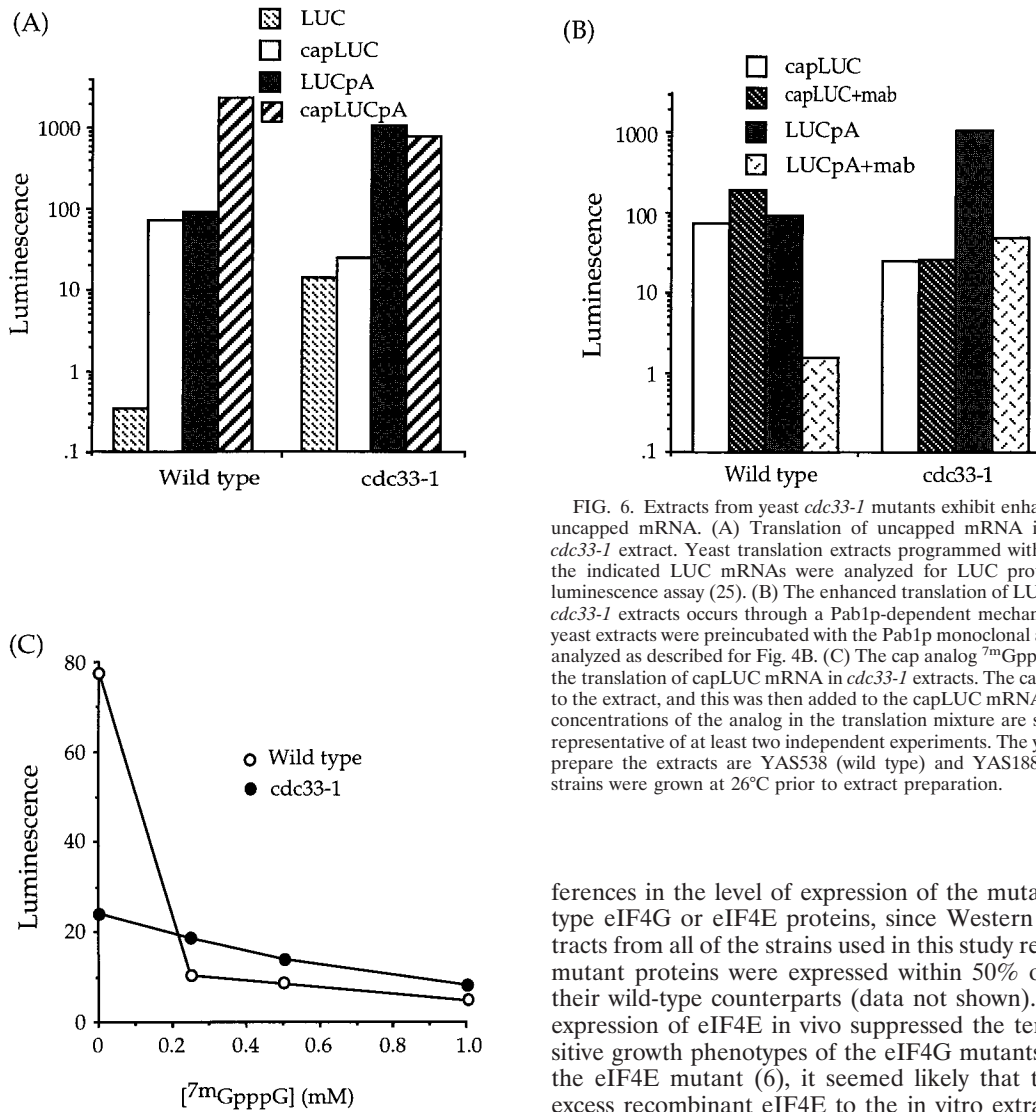 (A)
LUC
capLUC
LUCpA
capLUCpA
Luminescence
1000
100
10
1
.1
Wild type
cdc33-1
(B)
capLUC
capLUC+mab
LUCpA
LUCpA+mab
Luminescence
1000
100
10
1
.1
Wild type
cdc33-1
FIG. 6. Extracts from yeast cdc33-1 mutants exhibit enha
uncapped mRNA. (A) Translation of uncapped mRNA i
cdc33-1 extract. Yeast translation extracts programmed with
the indicated LUC mRNAs were analyzed for LUC pro
luminescence assay (25). (B) The enhanced translation of LU
cdc33-1 extracts occurs through a Pab1p-dependent mechan
yeast extracts were preincubated with the Pab1p monoclonal a
analyzed as described for Fig. 4B. (C) The cap analog 7mGpp
the translation of capLUC mRNA in cdc33-1 extracts. The ca
to the extract, and this was then added to the capLUC mRNA
concentrations of the analog in the translation mixture are s
representative of at least two independent experiments. The y
prepare the extracts are YAS538 (wild type) and YAS188
strains were grown at 26°C prior to extract preparation.
(C)
Luminescence
80
60
40
20
0
Wild type
cdc33-1
0 0.2 0.4 0.6 0.8 1.0
[7mGpppG] (mM)
ferences in the level of expression of the muta
type eIF4G or eIF4E proteins, since Western
tracts from all of the strains used in this study re
mutant proteins were expressed within 50% o
their wild-type counterparts (data not shown).
expression of eIF4E in vivo suppressed the ter
sitive growth phenotypes of the eIF4G mutants
the eIF4E mutant (6), it seemed likely that t
excess recombinant eIF4E to the in vitro extra